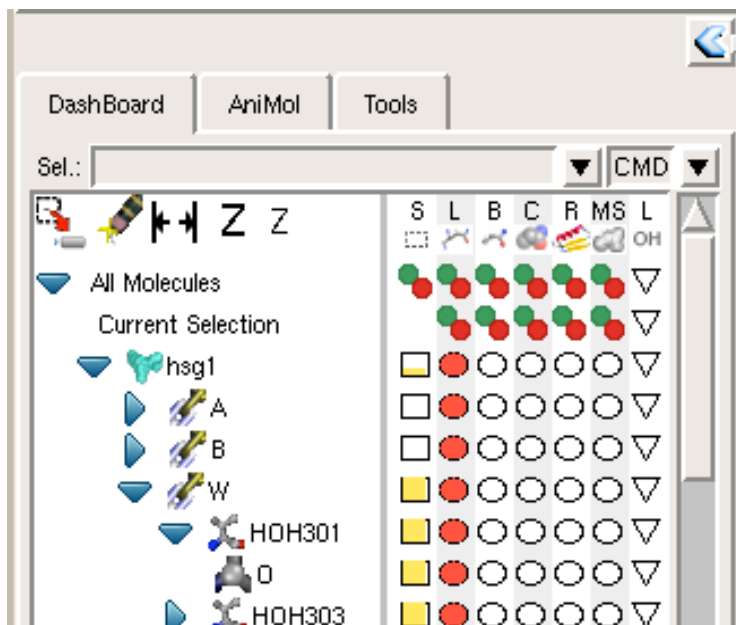 DashBoard AniMol Tools
Sel.: CMD
Z Z S L B C R MS L
OH
All Molecules
Current Selection
hsg1
A
B
W
HOH301
O
HOH303